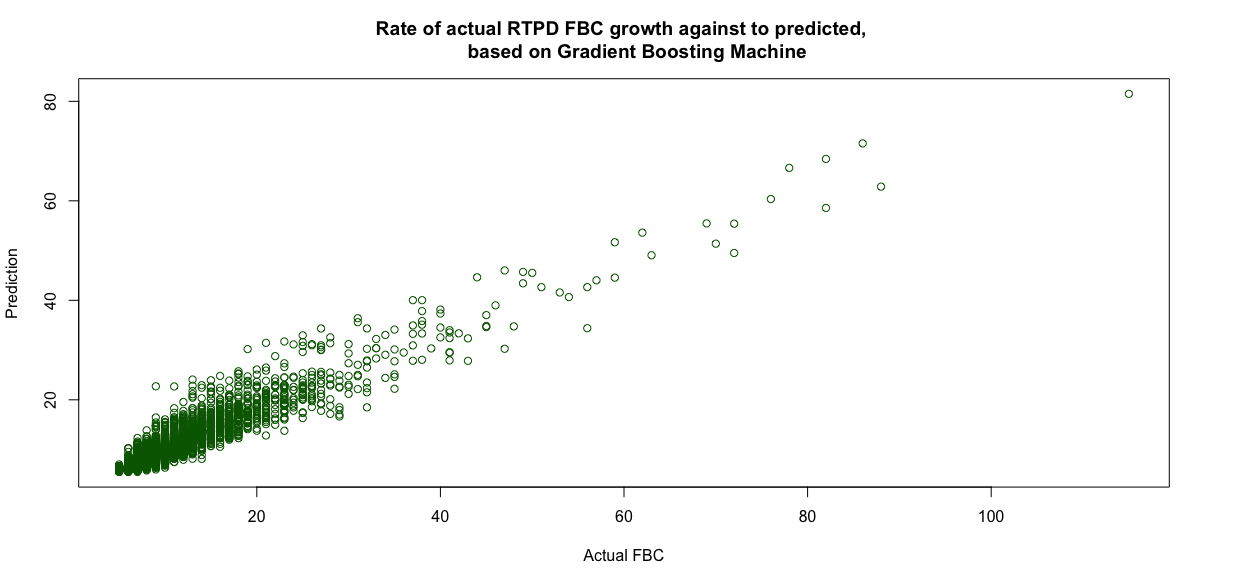 Rate of actual RTPD FBC growth against to predicted,
based on Gradient Boosting Machine
80
60
40
20
Prediction
20 40 60 80 100
Actual FBC